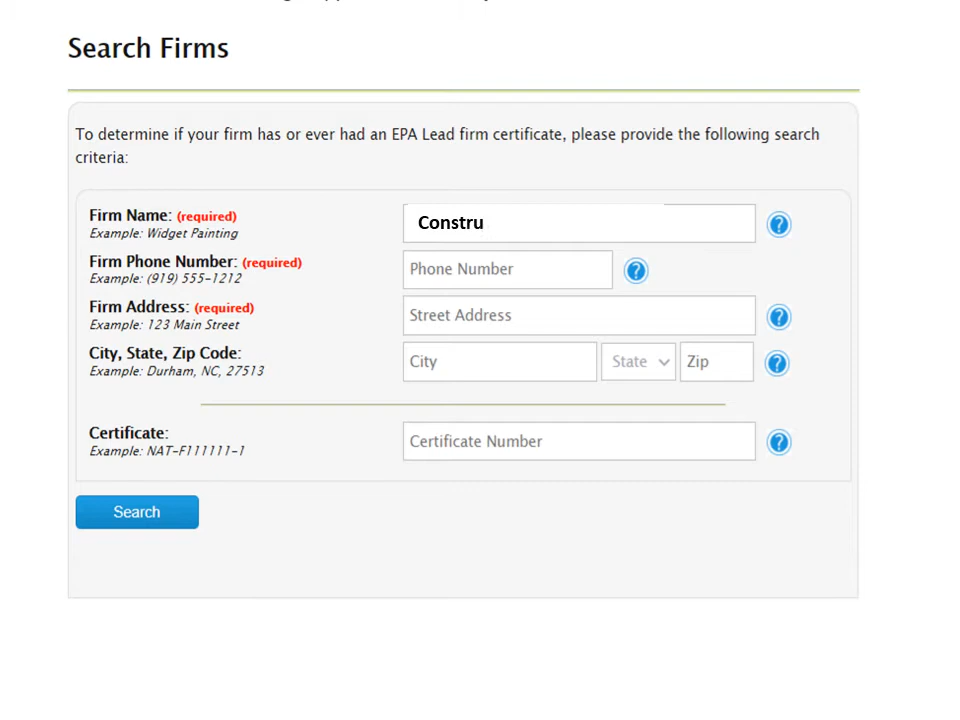 Search Firms
To determine if your firm has or ever had an EPA Lead firm certificate, please provide the following search
criteria:
Firm Name: (required)
Example: Widget Painting
Constru
?
Firm Phone Number: (required)
Example: (919) 555-1212
Phone Number
?
Firm Address: (required)
Example: 123 Main Street
Street Address
?
City, State, Zip Code:
Example: Durham, NC, 27513
City
State
Zip
?
Certificate:
Example: NAT-F111111-1
Certificate Number
?
Search